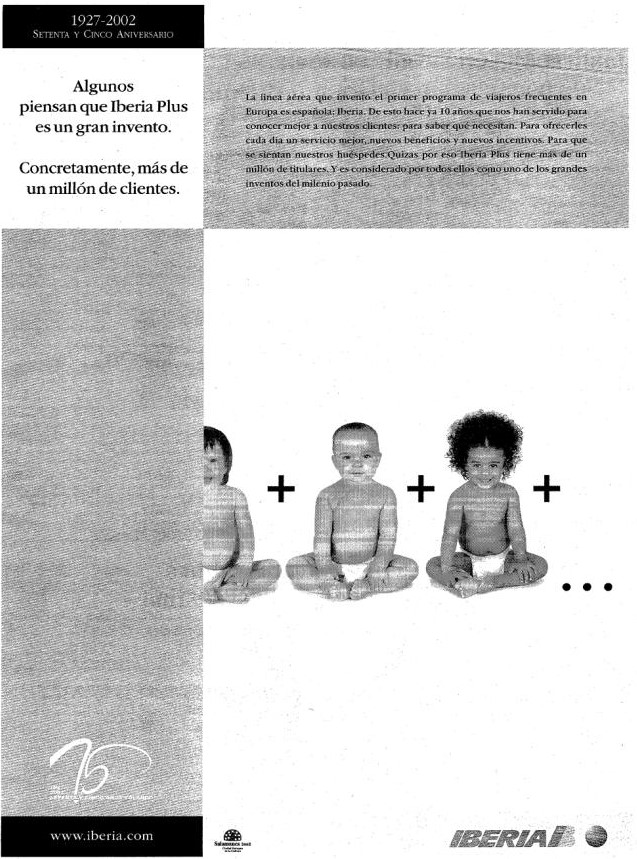 1927-2002
SETENTA Y CINCO ANIVERSARIO
Algunos
piensan que Iberia Plus
es un gran invento.
Concretamente, más de
un millón de clientes.
La línea aérea que invento el primer programa de viajeros frecuentes en
Europa es española: Iberia. De esto hace ya 10 años que nos han servido para
conocer mejor a nuestros clientes: para saber qué necesitan. Para ofrecerles
cada día un servicio mejor, nuevos beneficios y nuevos incentivos. Para que
se sientan nuestros huéspedes.Quizas por eso Iberia Plus tiene más de un
millón de titulares. Y es considerado por todos ellos como uno de los grandes
inventos del milenio pasado.
+ + +
...
75
www.iberia.com
Salamanca 2002
IBERIA